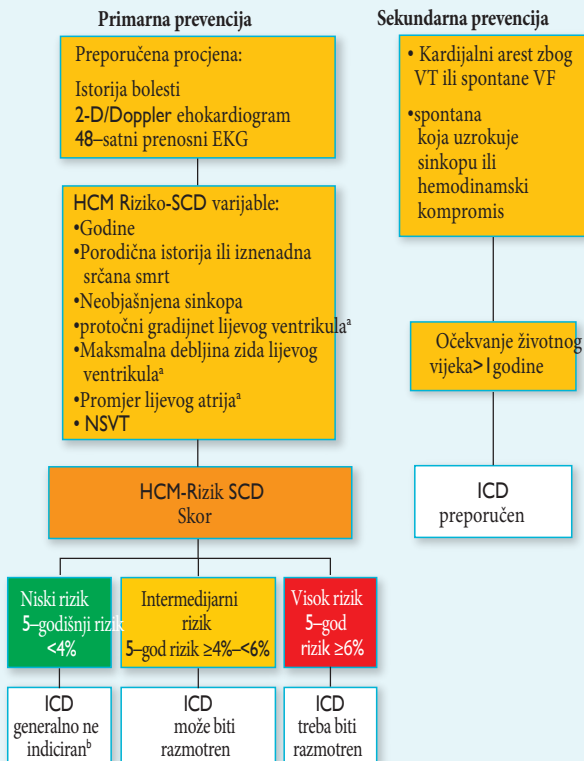 Primarna prevencija
Preporučena procjena:
Istorija bolesti
2-D/Doppler ehokardiogram
48–satni prenosni EKG
HCM Riziko-SCD varijable:
•Godine
•Porodična istorija ili iznenadna
srčana smrt
•Neobjašnjena sinkopa
•protočni gradijnet lijevog ventrikulaᵃ
•Maksmalna debljina zida lijevog
ventrikulaᵃ
•Promjer lijevog atrijaᵃ
• NSVT
HCM-Rizik SCD
Skor
Niski rizik
5–godišnji rizik
<4%
Intermedijarni
rizik
5–god rizik ≥4%–<6%
Visok rizik
5–god
rizik ≥6%
ICD
generalno ne
indiciranᵇ
ICD
može biti
razmotren
ICD
treba biti
razmotren
Sekundarna prevencija
• Kardijalni arest zbog
VT ili spontane VF
•spontana
koja uzrokuje
sinkopu ili
hemodinamski
kompromis
Očekvanje životnog
vijeka>1godine
ICD
preporučen